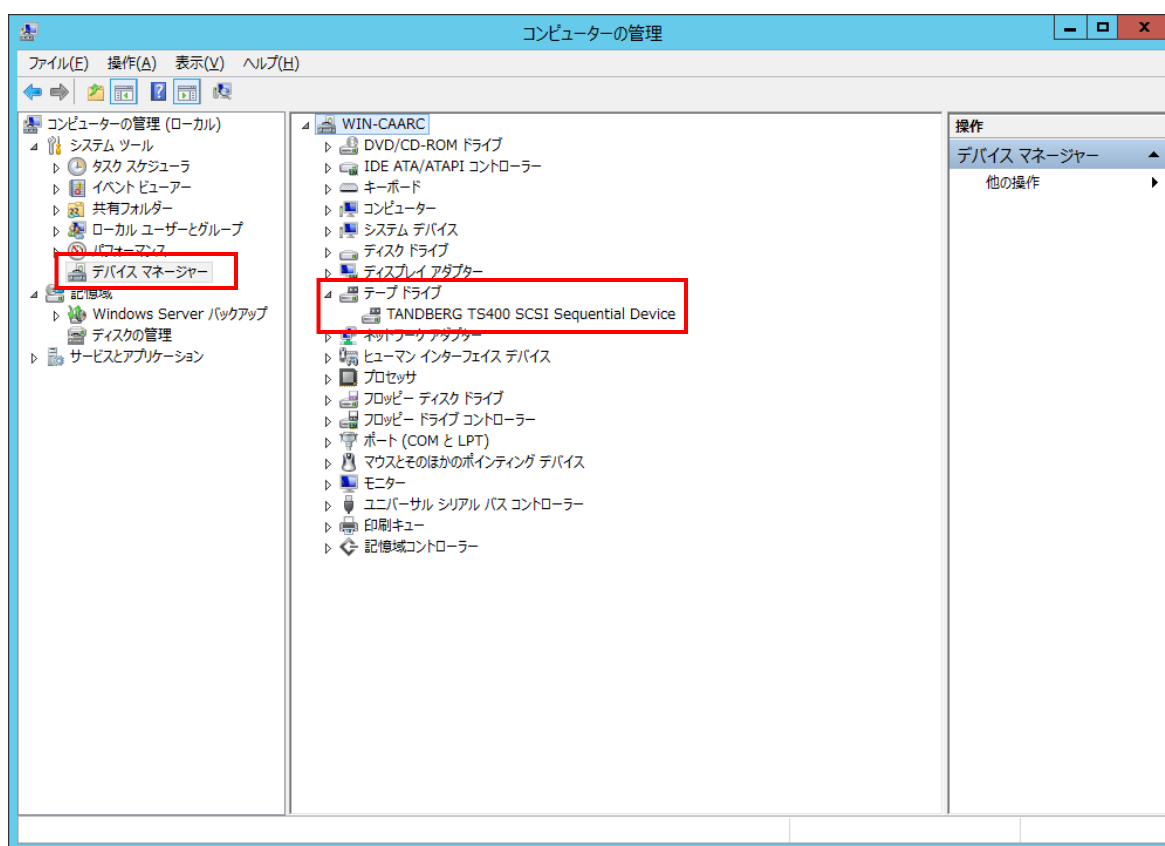 コンピューターの管理
ファイル(F) 操作(A) 表示(V) ヘルプ(H)
コンピューターの管理 (ローカル)
システム ツール
タスク スケジューラ
イベント ビューアー
共有フォルダー
ローカル ユーザーとグループ
パフォーマンス
デバイス マネージャー
記憶域
Windows Server バックアップ
ディスクの管理
サービスとアプリケーション
WIN-CAARC
DVD/CD-ROM ドライブ
IDE ATA/ATAPI コントローラー
キーボード
コンピューター
システム デバイス
ディスク ドライブ
ディスプレイ アダプター
テープ ドライブ
TANDBERG TS400 SCSI Sequential Device
ネットワーク アダプター
ヒューマン インターフェイス デバイス
プロセッサ
フロッピー ディスク ドライブ
フロッピー ドライブ コントローラー
ポート (COM と LPT)
マウスとそのほかのポインティング デバイス
モニター
ユニバーサル シリアル バス コントローラー
印刷キュー
記憶域コントローラー
操作
デバイス マネージャー
他の操作